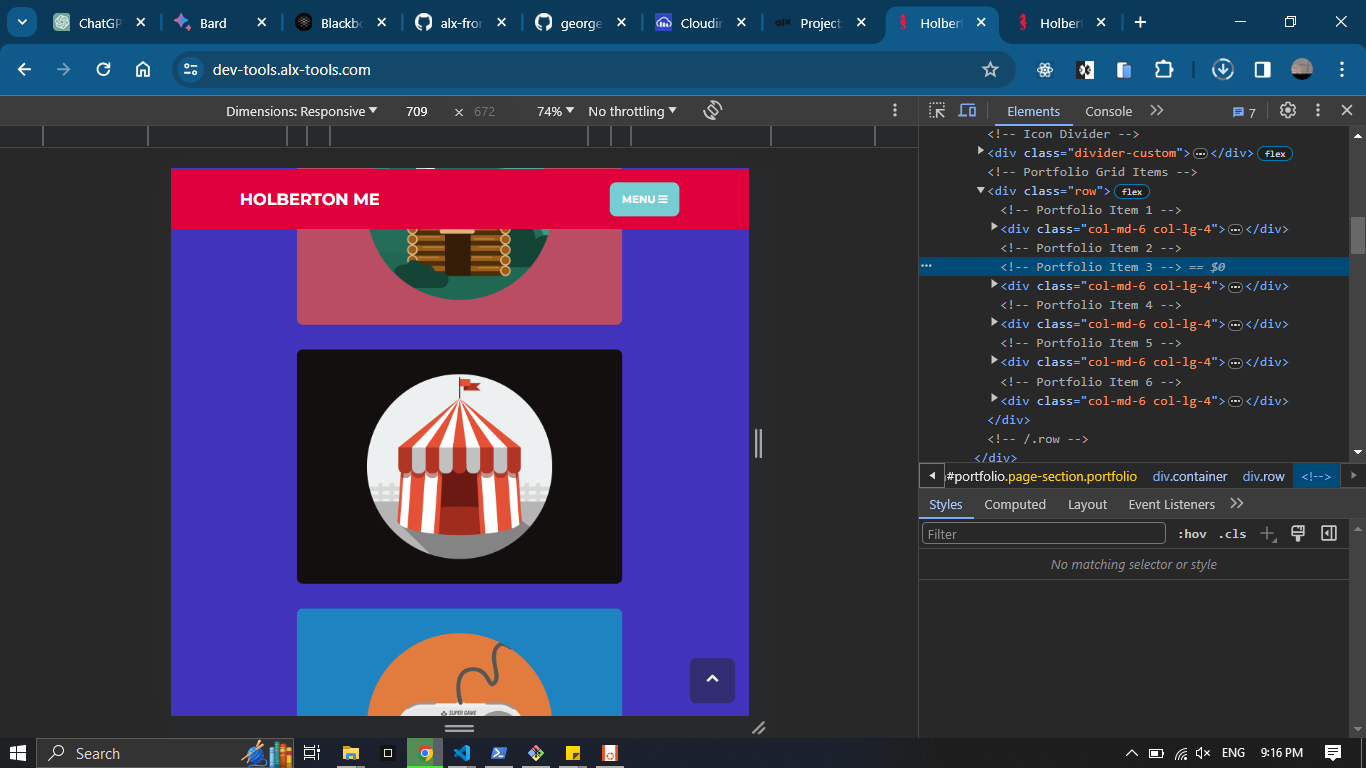 ChatGP
Bard
Blackbo
alx-fron
george
Cloudin
Project
Holbert
Holbert
dev-tools.alx-tools.com
Dimensions: Responsive 709 × 672 74% No throttling
Elements Console 7
HOLBERTON ME
MENU
SUPER GAME
<!-- Icon Divider -->
<div class="divider-custom">…</div> flex
<!-- Portfolio Grid Items -->
<div class="row"> flex
<!-- Portfolio Item 1 -->
<div class="col-md-6 col-lg-4">…</div>
<!-- Portfolio Item 2 -->
<!-- Portfolio Item 3 --> == $0
<div class="col-md-6 col-lg-4">…</div>
<!-- Portfolio Item 4 -->
<div class="col-md-6 col-lg-4">…</div>
<!-- Portfolio Item 5 -->
<div class="col-md-6 col-lg-4">…</div>
<!-- Portfolio Item 6 -->
<div class="col-md-6 col-lg-4">…</div>
</div>
<!-- /.row -->
</div>
#portfolio.page-section.portfolio div.container div.row <!-->
Styles Computed Layout Event Listeners
Filter :hov .cls
No matching selector or style
Search
ENG 9:16 PM